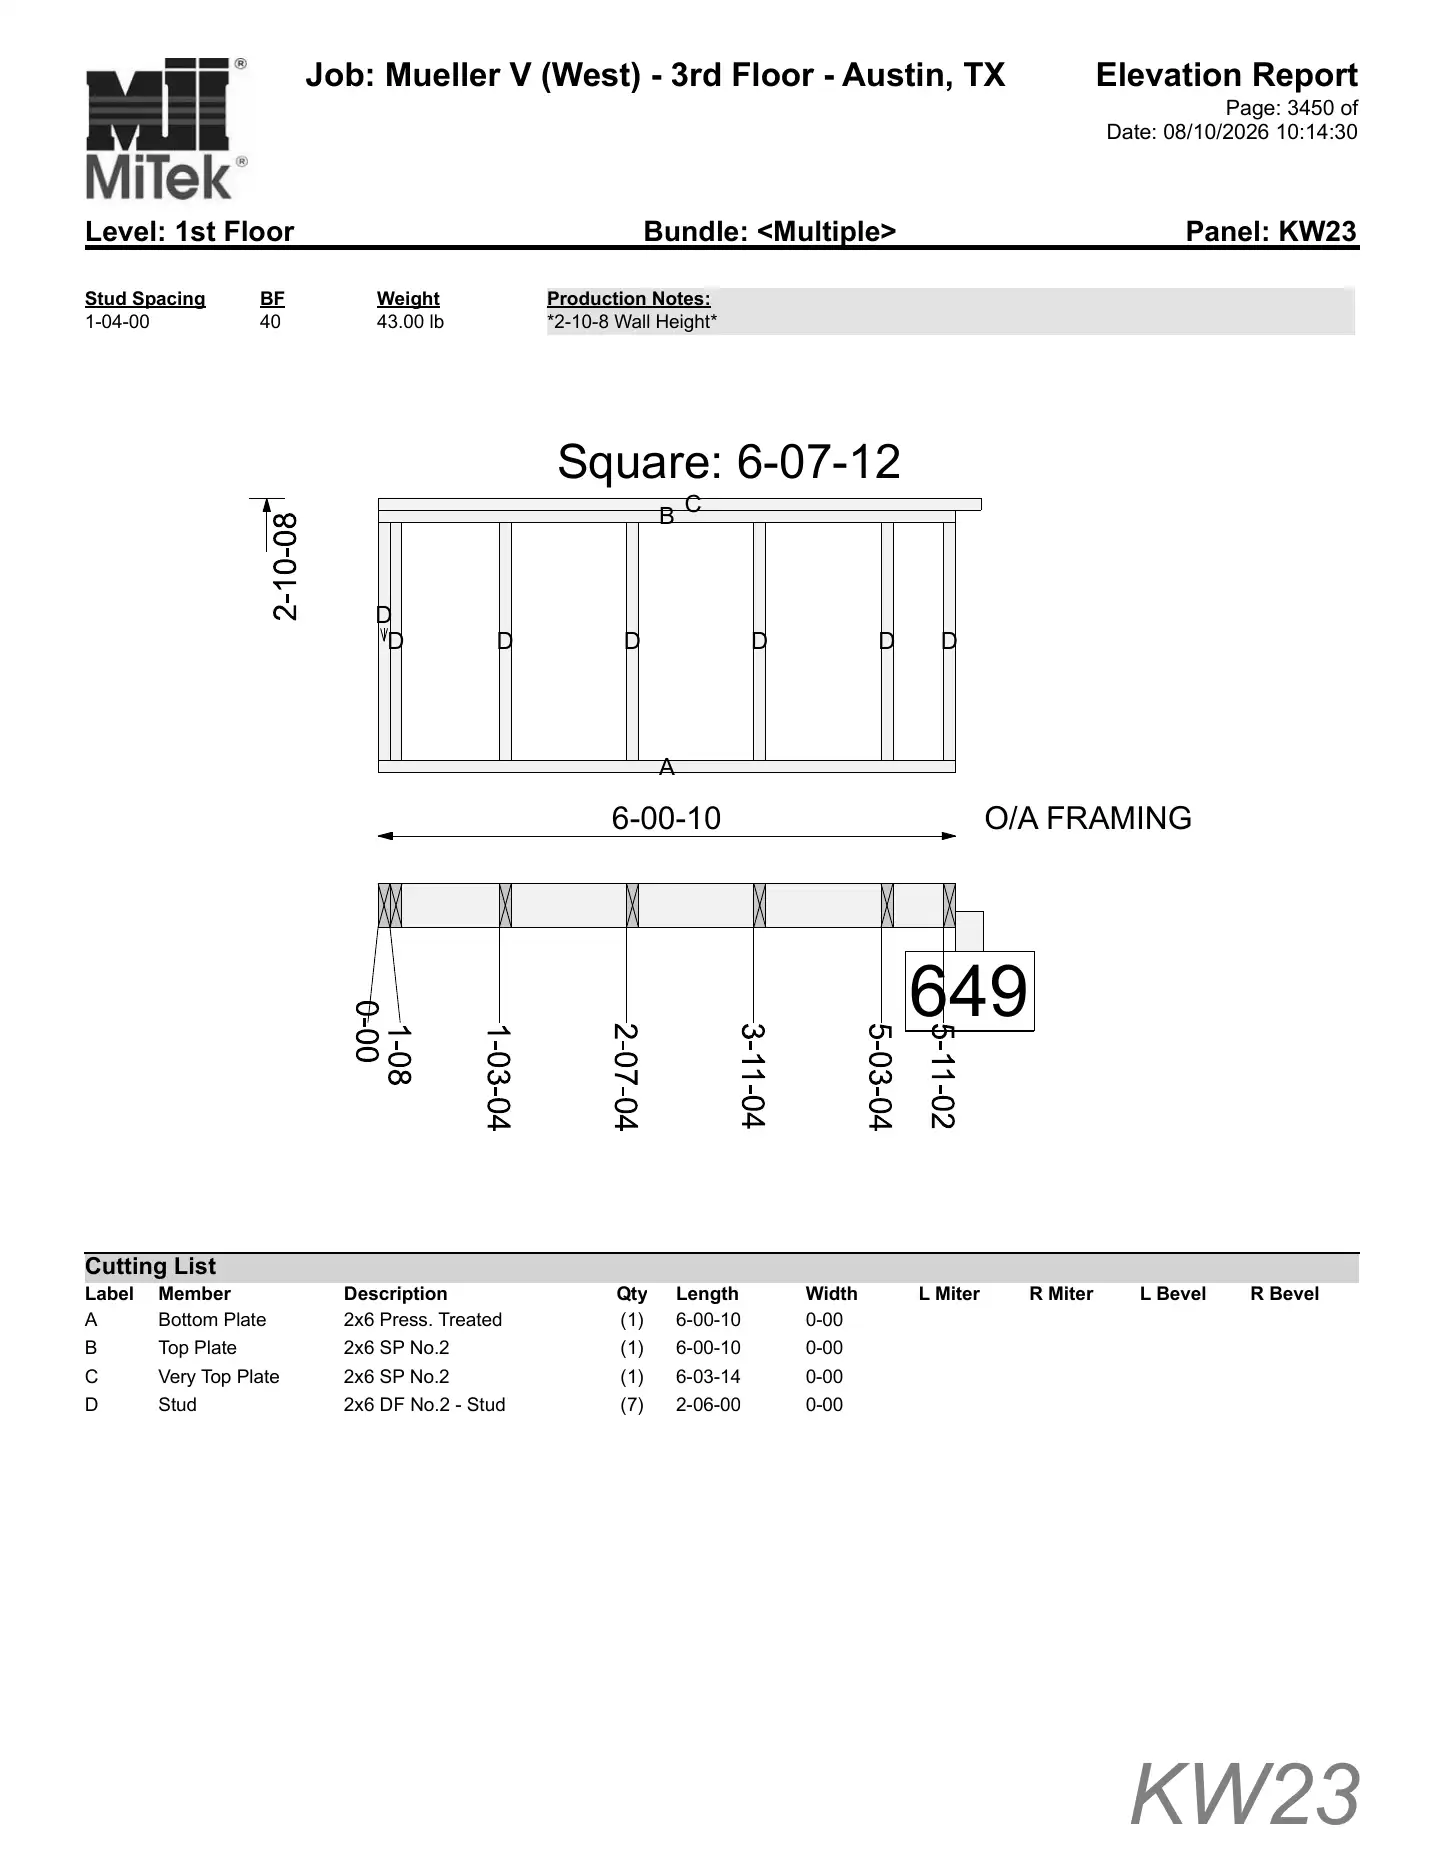 MiTek®
®
Job: Mueller V (West) - 3rd Floor - Austin, TX
Elevation Report
Page: 3450 of
Date: 08/10/2026 10:14:30
Level: 1st Floor Bundle: <Multiple> Panel: KW23
Stud Spacing BF Weight Production Notes:
1-04-00 40 43.00 lb *2-10-8 Wall Height*
Square: 6-07-12
C
B
2-10-08
D
D D D D D D
A
6-00-10 O/A FRAMING
649
0-00 1-08 1-03-04 2-07-04 3-11-04 5-03-04 5-11-02
Cutting List
Label Member Description Qty Length Width L Miter R Miter L Bevel R Bevel
A Bottom Plate 2x6 Press. Treated (1) 6-00-10 0-00
B Top Plate 2x6 SP No.2 (1) 6-00-10 0-00
C Very Top Plate 2x6 SP No.2 (1) 6-03-14 0-00
D Stud 2x6 DF No.2 - Stud (7) 2-06-00 0-00
KW23